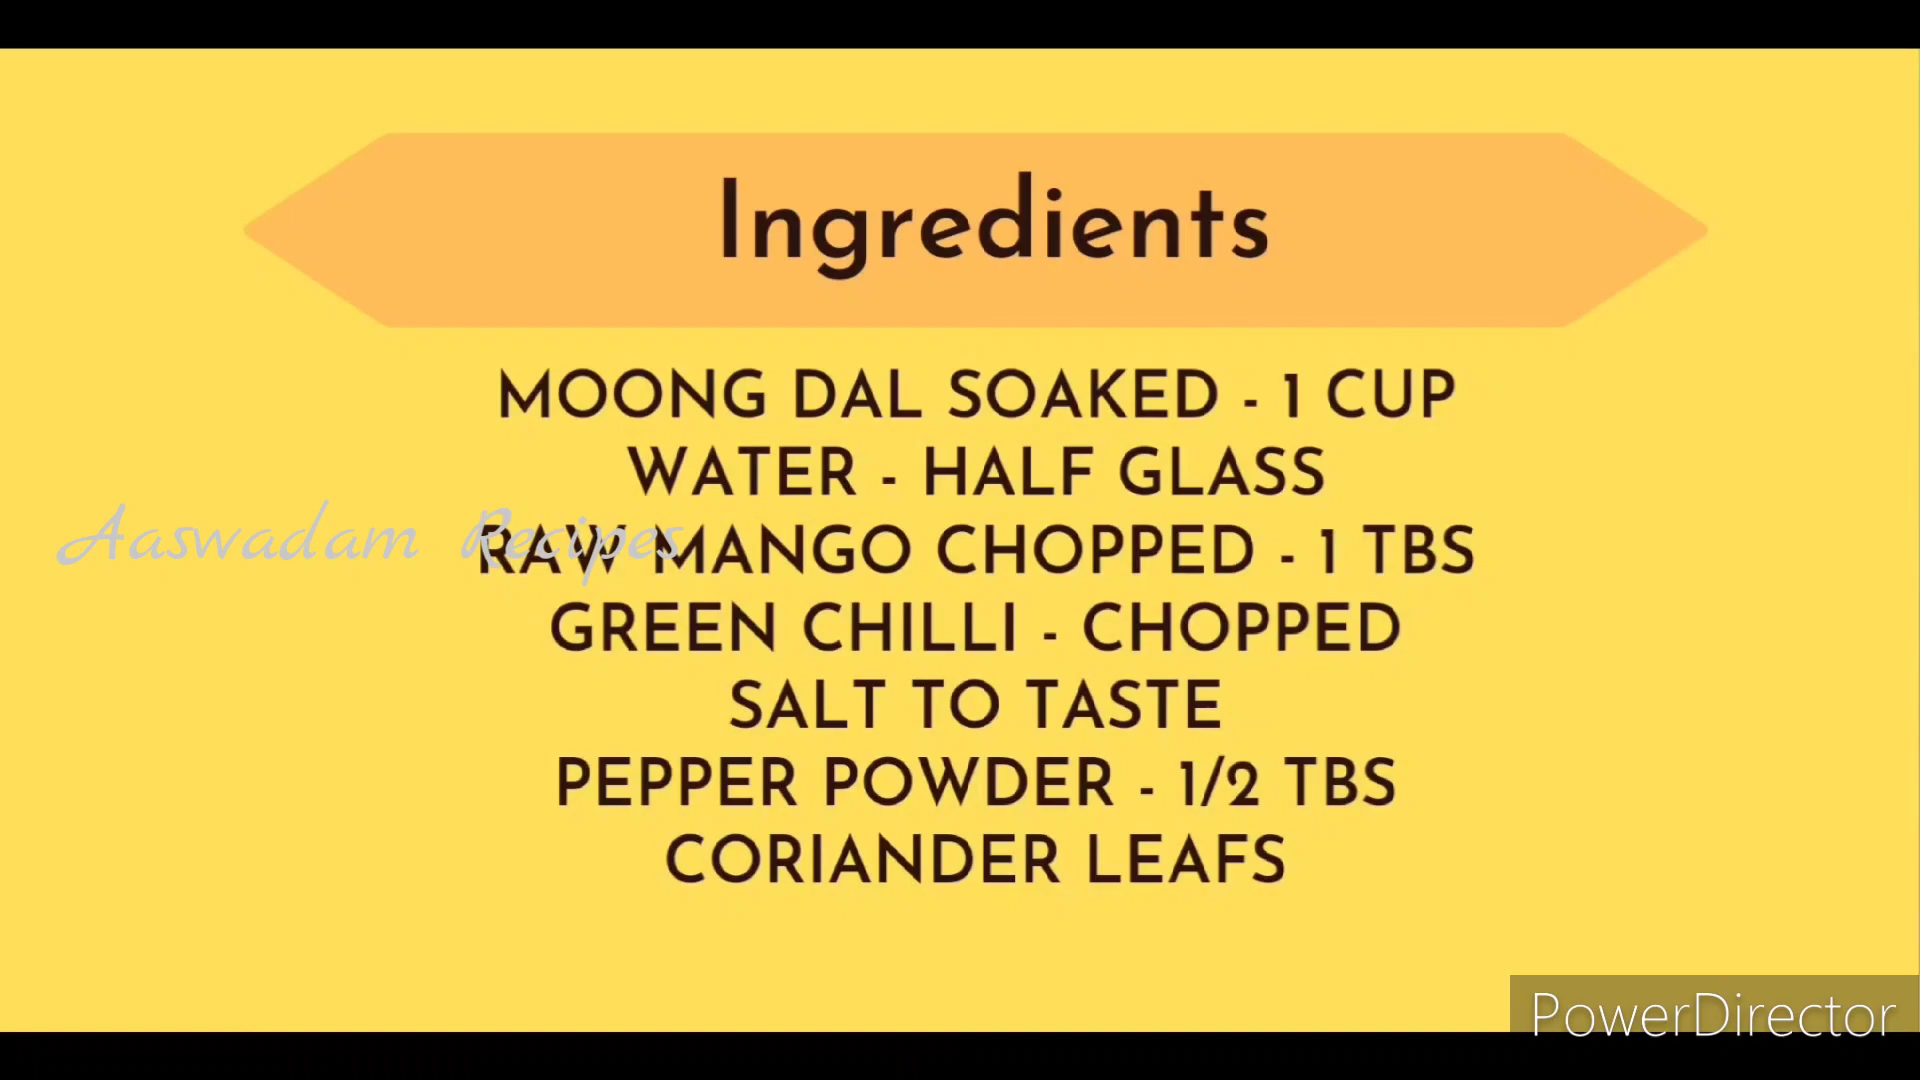 Ingredients
MOONG DAL SOAKED - 1 CUP
WATER - HALF GLASS
Aaswadam Recipes
RAW MANGO CHOPPED - 1 TBS
GREEN CHILLI - CHOPPED
SALT TO TASTE
PEPPER POWDER - 1/2 TBS
CORIANDER LEAFS
PowerDirector